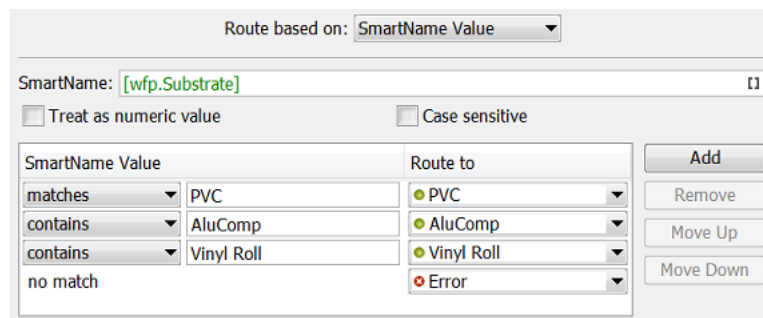 Route based on: SmartName Value
SmartName: [wfp.Substrate] []
Treat as numeric value Case sensitive
SmartName Value Route to Add
matches PVC PVC Remove
contains AluComp AluComp Move Up
contains Vinyl Roll Vinyl Roll Move Down
no match Error